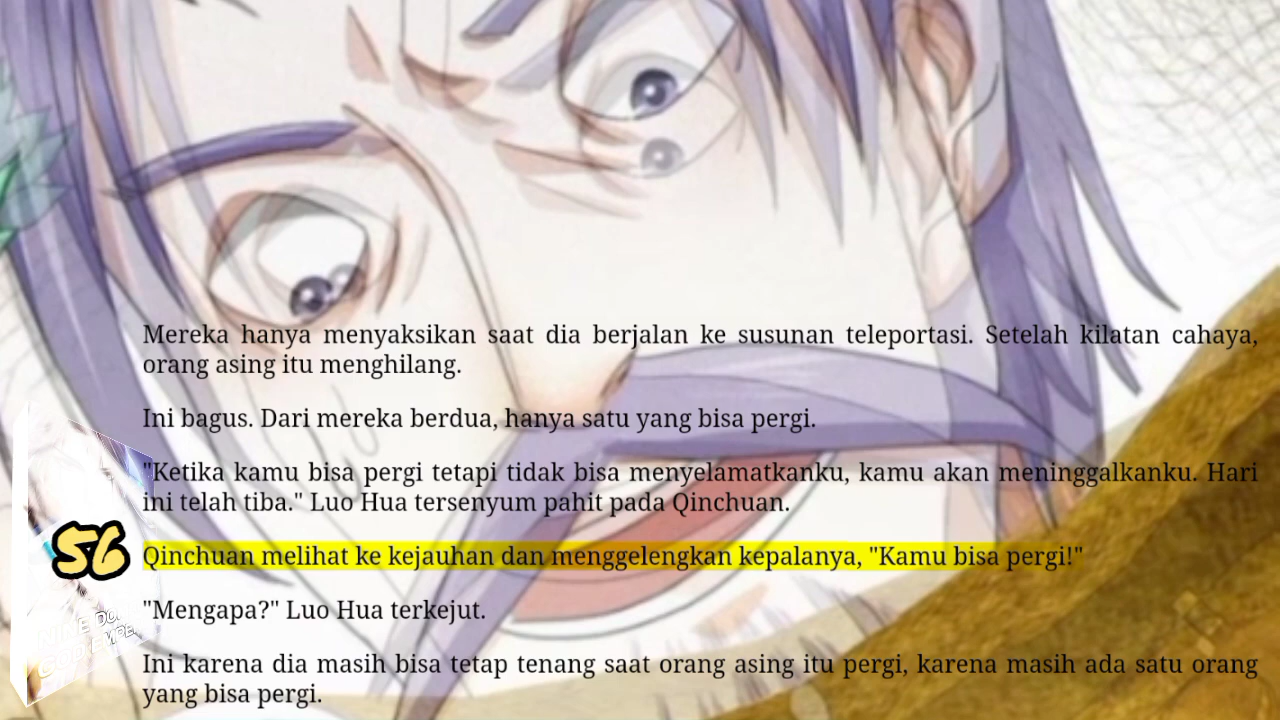 Mereka hanya menyaksikan saat dia berjalan ke susunan teleportasi. Setelah kilatan cahaya,
orang asing itu menghilang.
Ini bagus. Dari mereka berdua, hanya satu yang bisa pergi.
"Ketika kamu bisa pergi tetapi tidak bisa menyelamatkanku, kamu akan meninggalkanku. Hari
ini telah tiba." Luo Hua tersenyum pahit pada Qinchuan.
56
Qinchuan melihat ke kejauhan dan menggelengkan kepalanya, "Kamu bisa pergi!"
"Mengapa?" Luo Hua terkejut.
NINE
GOD
Ini karena dia masih bisa tetap tenang saat orang asing itu pergi, karena masih ada satu orang
yang bisa pergi.